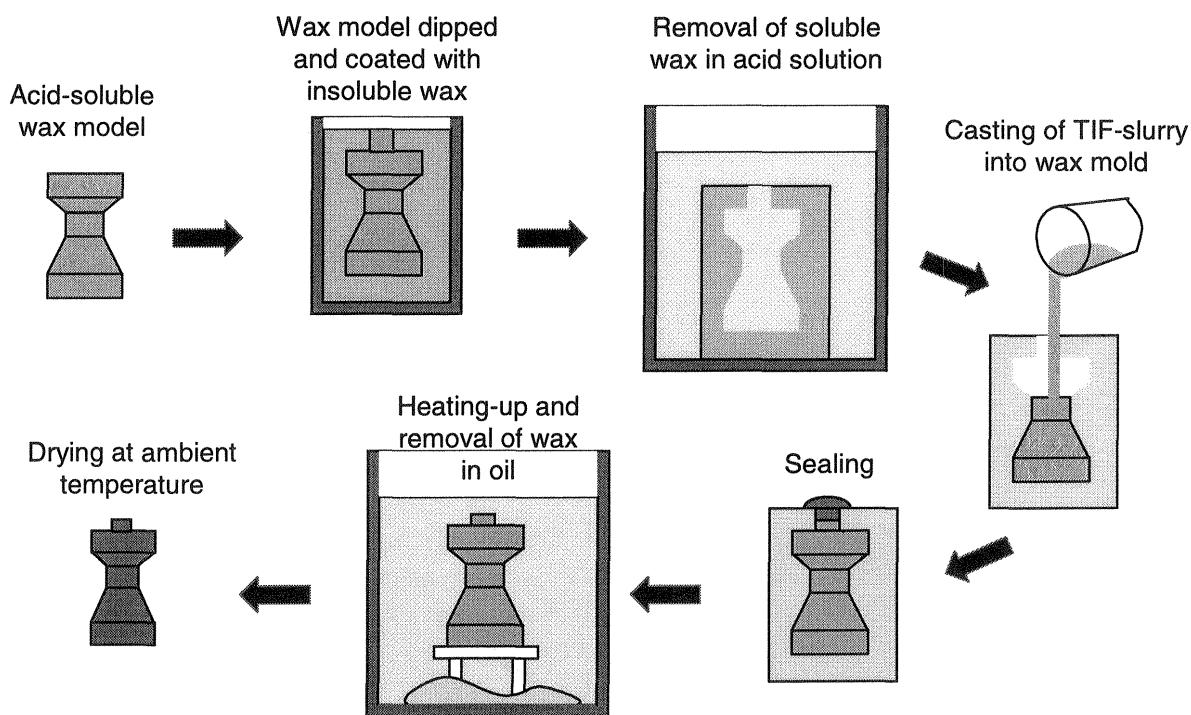 Acid-soluble
wax model
Wax model dipped
and coated with
insoluble wax
Removal of soluble
wax in acid solution
Casting of TIF-slurry
into wax mold
Sealing
Heating-up and
removal of wax
in oil
Drying at ambient
temperature